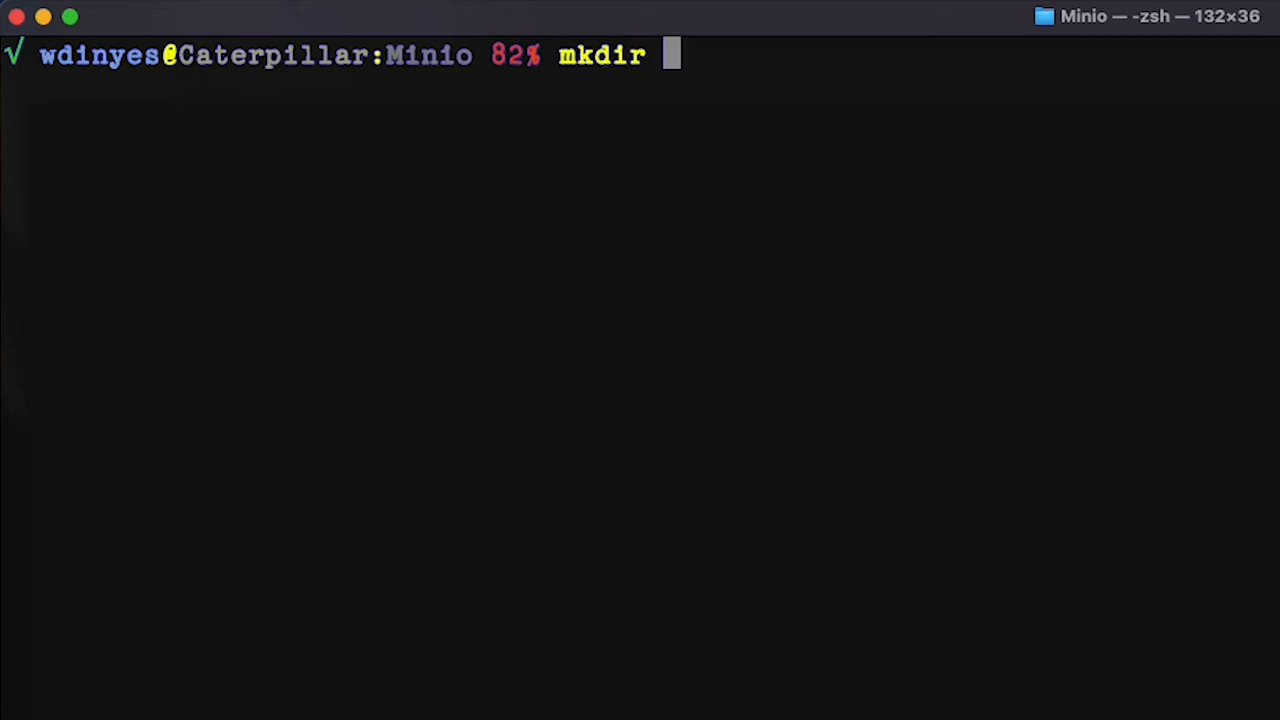 Minio — -zsh — 132×36
√ wdinyes@Caterpillar:Minio 82% mkdir